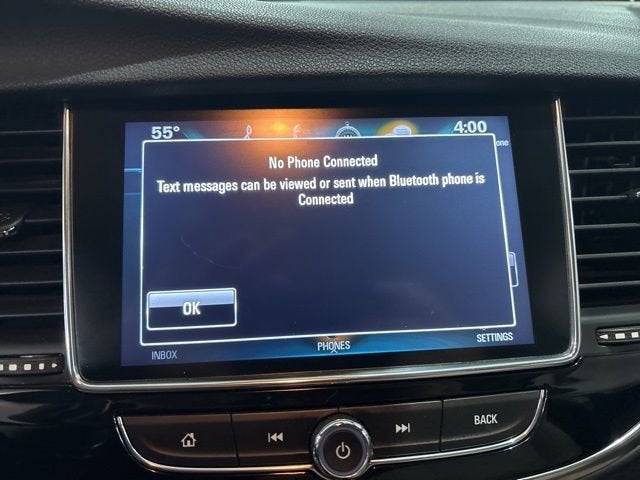 55°
4:00
one
No Phone Connected
Text messages can be viewed or sent when Bluetooth phone is
Connected
OK
INBOX
PHONES
SETTINGS
BACK